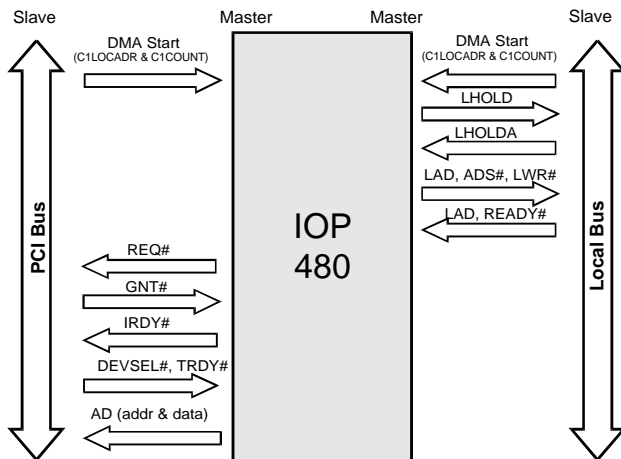 Slave Master Master Slave
DMA Start
(C1LOCADR & C1COUNT)
DMA Start
(C1LOCADR & C1COUNT)
LHOLD
LHOLDA
LAD, ADS#, LWR#
LAD, READY#
IOP
480
PCI Bus
Local Bus
REQ#
GNT#
IRDY#
DEVSEL#, TRDY#
AD (addr & data)